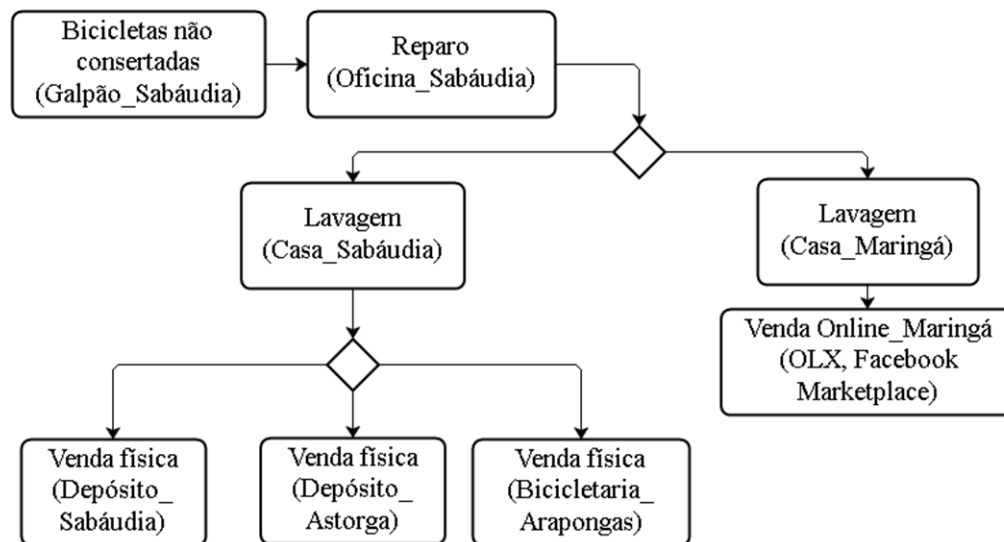 Bicicletas não
consertadas
(Galpão_Sabáudia)
Reparo
(Oficina_Sabáudia)
Lavagem
(Casa_Sabáudia)
Lavagem
(Casa_Maringá)
Venda Online_Maringá
(OLX, Facebook
Marketplace)
Venda física
(Depósito_
Sabáudia)
Venda física
(Depósito_
Astorga)
Venda física
(Bicicletaria_
Arapongas)